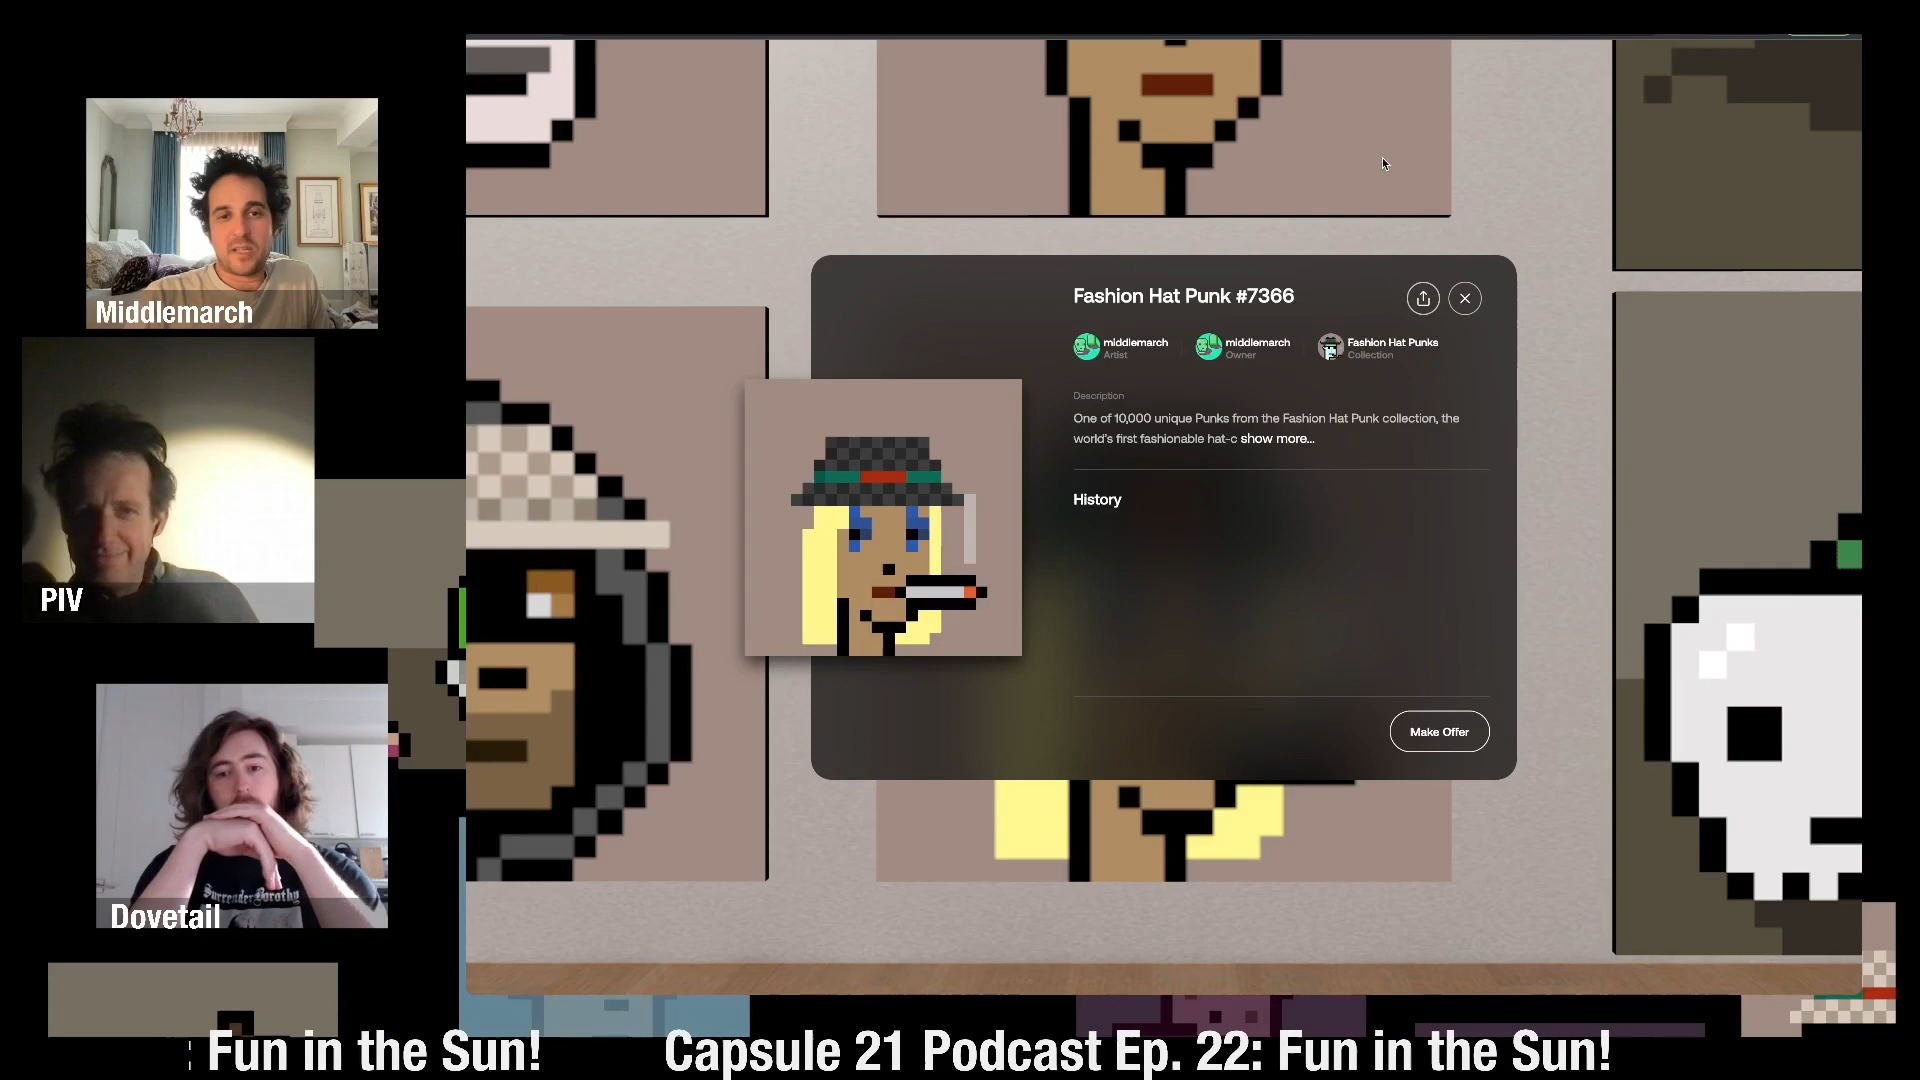 Middlemarch
PIV
Surrender Dorothy
Dovetail
Fashion Hat Punk #7366
middlemarch
Artist
middlemarch
Owner
Fashion Hat Punks
Collection
Description
One of 10,000 unique Punks from the Fashion Hat Punk collection, the
world's first fashionable hat-c show more...
History
Make Offer
: Fun in the Sun! Capsule 21 Podcast Ep. 22: Fun in the Sun!